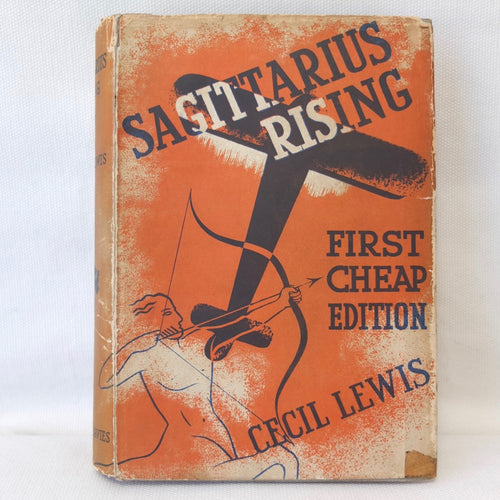 SAGITTARIUS
RISING
FIRST
CHEAP
EDITION
CECIL LEWIS